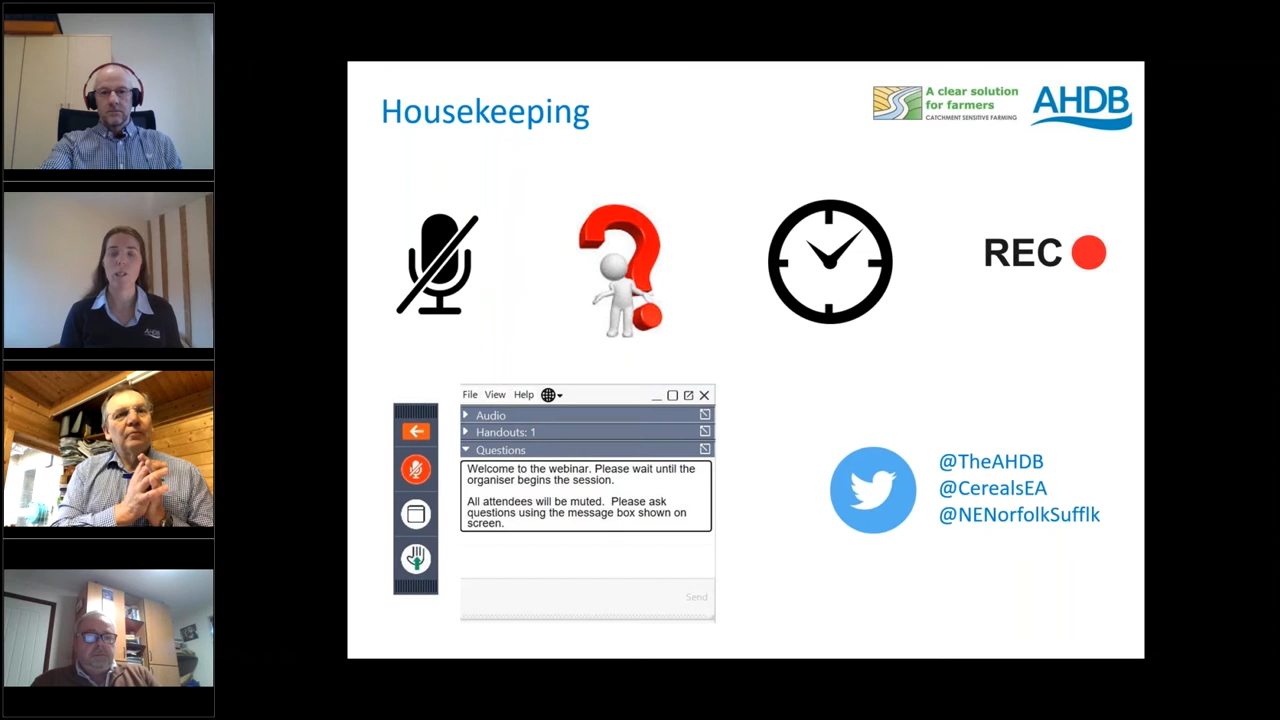 Housekeeping
A clear solution
for farmers
CATCHMENT SENSITIVE FARMING
AHDB
REC
File View Help
Audio
Handouts: 1
Questions
Welcome to the webinar. Please wait until the
organiser begins the session.
All attendees will be muted. Please ask
questions using the message box shown on
screen.
Send
@TheAHDB
@CerealsEA
@NENorfolkSufflk
AHDB